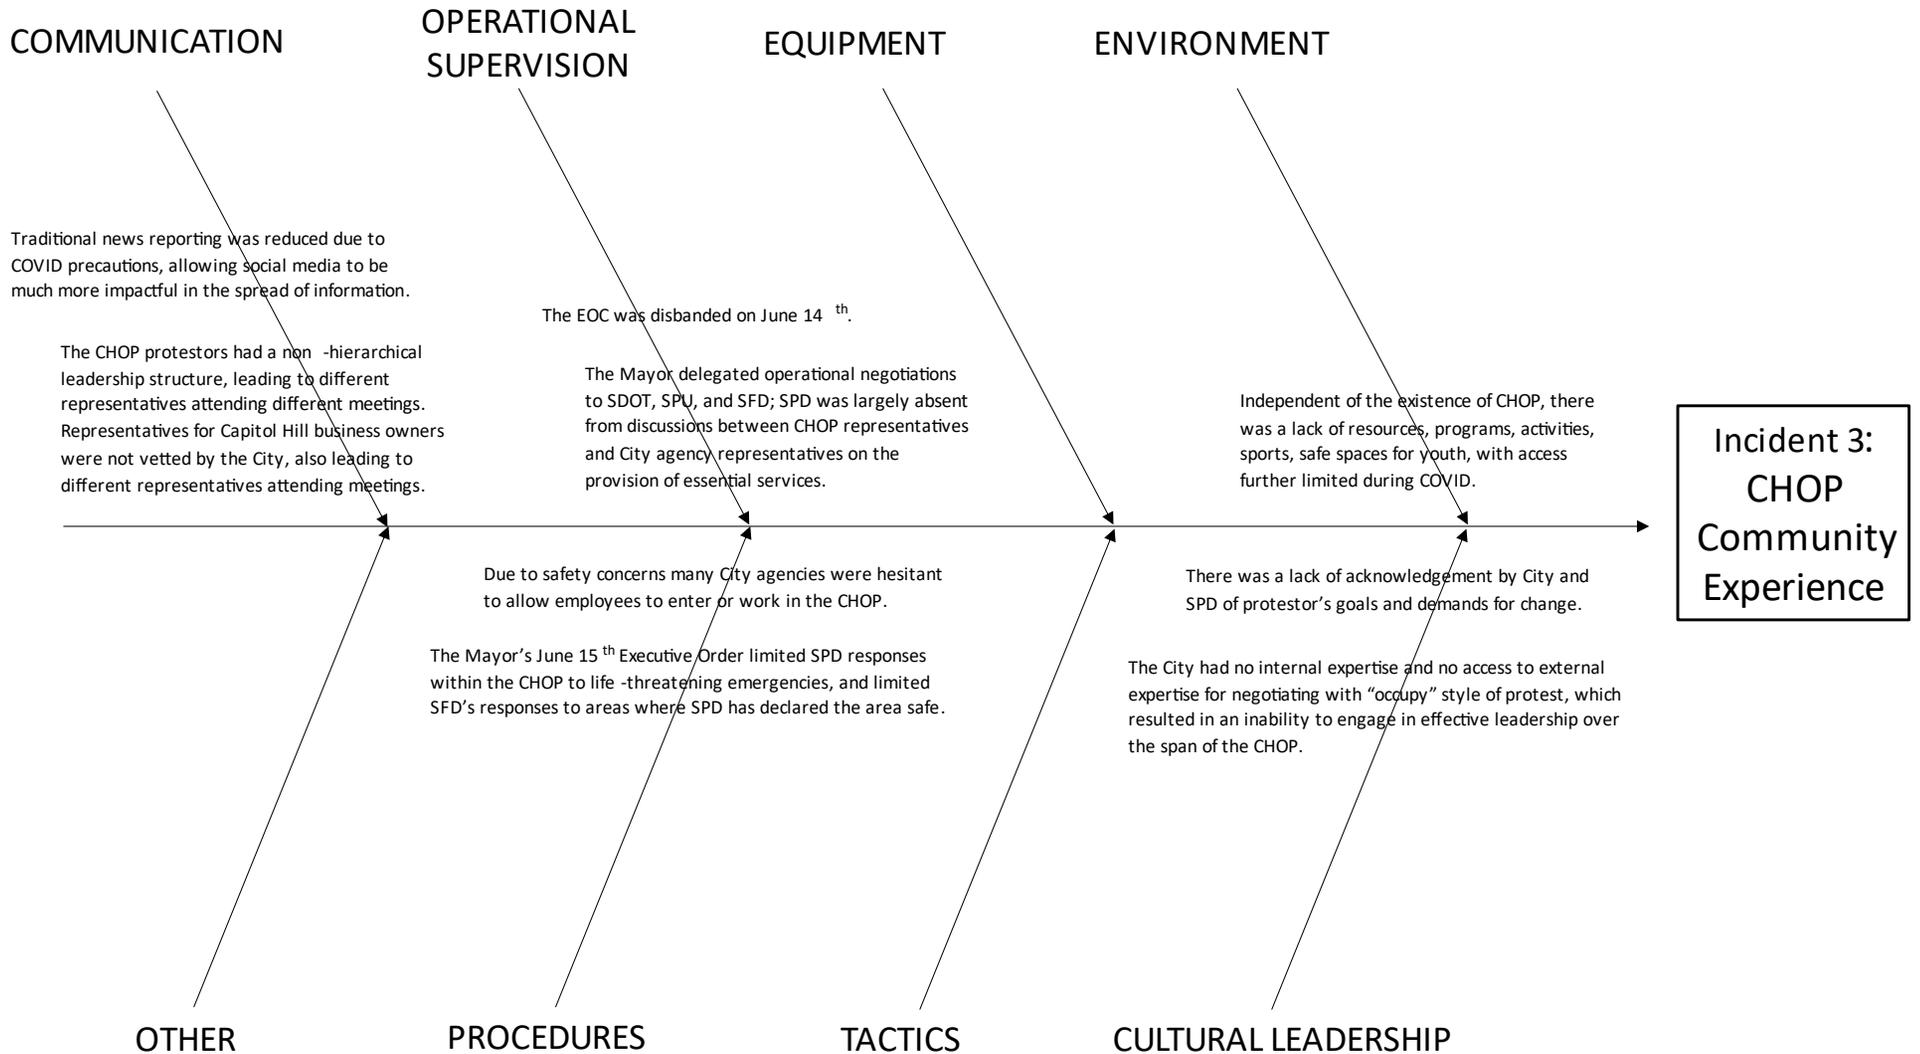 COMMUNICATION
OPERATIONAL
SUPERVISION
EQUIPMENT
ENVIRONMENT
Traditional news reporting was reduced due to
COVID precautions, allowing social media to be
much more impactful in the spread of information.
The CHOP protestors had a non -hierarchical
leadership structure, leading to different
representatives attending different meetings.
Representatives for Capitol Hill business owners
were not vetted by the City, also leading to
different representatives attending meetings.
The EOC was disbanded on June 14 th.
The Mayor delegated operational negotiations
to SDOT, SPU, and SFD; SPD was largely absent
from discussions between CHOP representatives
and City agency representatives on the
provision of essential services.
Independent of the existence of CHOP, there
was a lack of resources, programs, activities,
sports, safe spaces for youth, with access
further limited during COVID.
Incident 3:
CHOP
Community
Experience
Due to safety concerns many City agencies were hesitant
to allow employees to enter or work in the CHOP.
The Mayor’s June 15 th Executive Order limited SPD responses
within the CHOP to life -threatening emergencies, and limited
SFD’s responses to areas where SPD has declared the area safe.
There was a lack of acknowledgement by City and
SPD of protestor’s goals and demands for change.
The City had no internal expertise and no access to external
expertise for negotiating with “occupy” style of protest, which
resulted in an inability to engage in effective leadership over
the span of the CHOP.
OTHER
PROCEDURES
TACTICS
CULTURAL LEADERSHIP